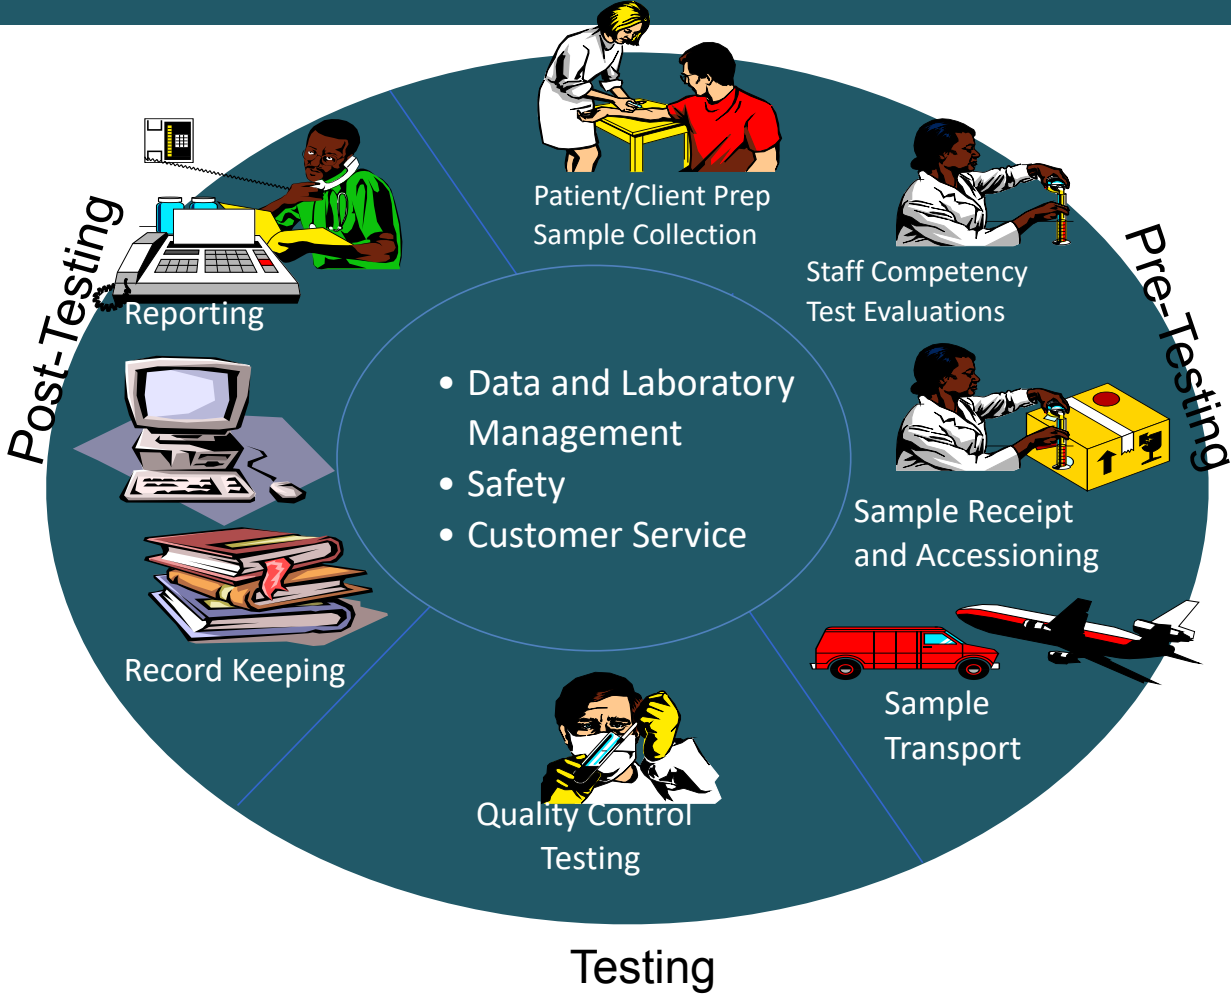 Patient/Client Prep
Sample Collection
Staff Competency
Test Evaluations
Pre-Testing
Sample Receipt
and Accessioning
Sample
Transport
Quality Control
Testing
Testing
Post-Testing
Reporting
Record Keeping
• Data and Laboratory
Management
• Safety
• Customer Service